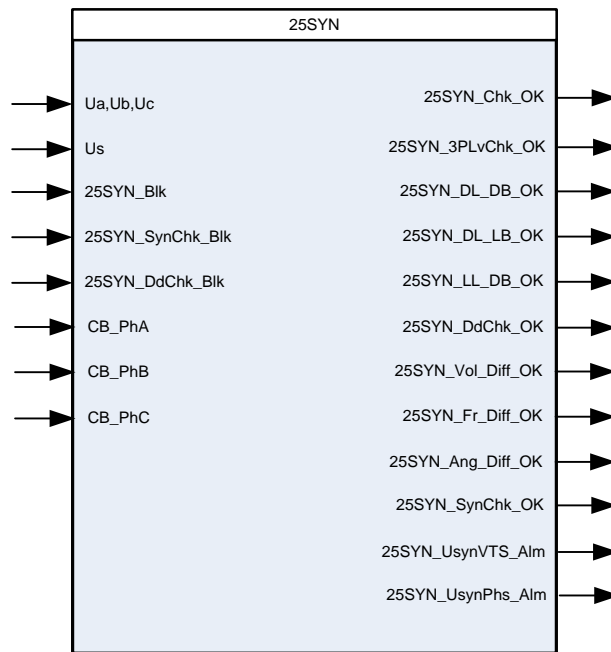 25SYN
Ua,Ub,Uc
Us
25SYN_Blk
25SYN_SynChk_Blk
25SYN_DdChk_Blk
CB_PhA
CB_PhB
CB_PhC
25SYN_Chk_OK
25SYN_3PLvChk_OK
25SYN_DL_DB_OK
25SYN_DL_LB_OK
25SYN_LL_DB_OK
25SYN_DdChk_OK
25SYN_Vol_Diff_OK
25SYN_Fr_Diff_OK
25SYN_Ang_Diff_OK
25SYN_SynChk_OK
25SYN_UsynVTS_Alm
25SYN_UsynPhs_Alm